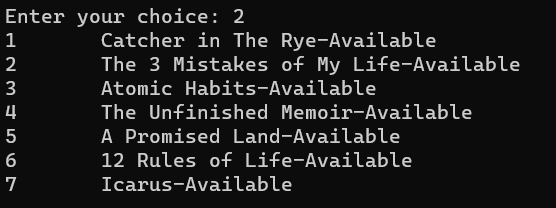 Enter your choice: 2
1 Catcher in The Rye-Available
2 The 3 Mistakes of My Life-Available
3 Atomic Habits-Available
4 The Unfinished Memoir-Available
5 A Promised Land-Available
6 12 Rules of Life-Available
7 Icarus-Available